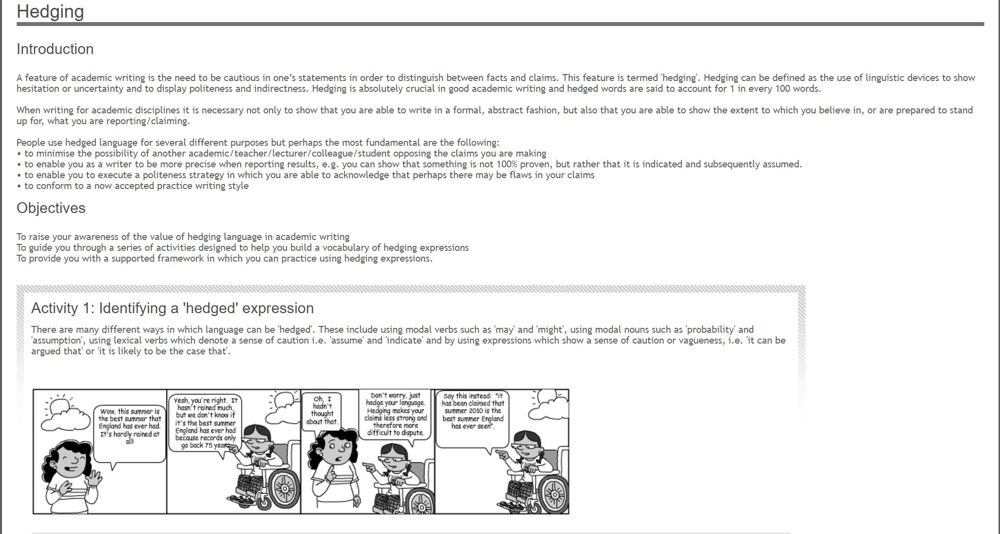 Hedging
Introduction
A feature of academic writing is the need to be cautious in one’s statements in order to distinguish between facts and claims. This feature is termed 'hedging'. Hedging can be defined as the use of linguistic devices to show
hesitation or uncertainty and to display politeness and indirectness. Hedging is absolutely crucial in good academic writing and hedged words are said to account for 1 in every 100 words.
When writing for academic disciplines it is necessary not only to show that you are able to write in a formal, abstract fashion, but also that you are able to show the extent to which you believe in, or are prepared to stand
up for, what you are reporting/claiming.
People use hedged language for several different purposes but perhaps the most fundamental are the following:
• to minimise the possibility of another academic/teacher/lecturer/colleague/student opposing the claims you are making
• to enable you as a writer to be more precise when reporting results, e.g. you can show that something is not 100% proven, but rather that it is indicated and subsequently assumed.
• to enable you to execute a politeness strategy in which you are able to acknowledge that perhaps there may be flaws in your claims
• to conform to a now accepted practice writing style
Objectives
To raise your awareness of the value of hedging language in academic writing
To guide you through a series of activities designed to help you build a vocabulary of hedging expressions
To provide you with a supported framework in which you can practice using hedging expressions.
Activity 1: Identifying a 'hedged' expression
There are many different ways in which language can be 'hedged'. These include using modal verbs such as 'may' and 'might', using modal nouns such as 'probability' and
'assumption', using lexical verbs which denote a sense of caution i.e. 'assume' and 'indicate' and by using expressions which show a sense of caution or vagueness, i.e. 'it can be
argued that' or 'it is likely to be the case that'.
Wow, this summer is
the best summer that
England has ever had.
It's hardly rained at
all!
Yeah, you're right. It
hasn't rained much,
but we don't know if
it's the best summer
England has ever had
because records only
go back 75 years
Oh, I
hadn't
thought
about that.
Don't worry, just
hedge your language.
Hedging makes your
claims less strong and
therefore more
difficult to dispute.
Say this instead: "it
has been claimed that
summer 2010 is the
best summer England
has ever seen".